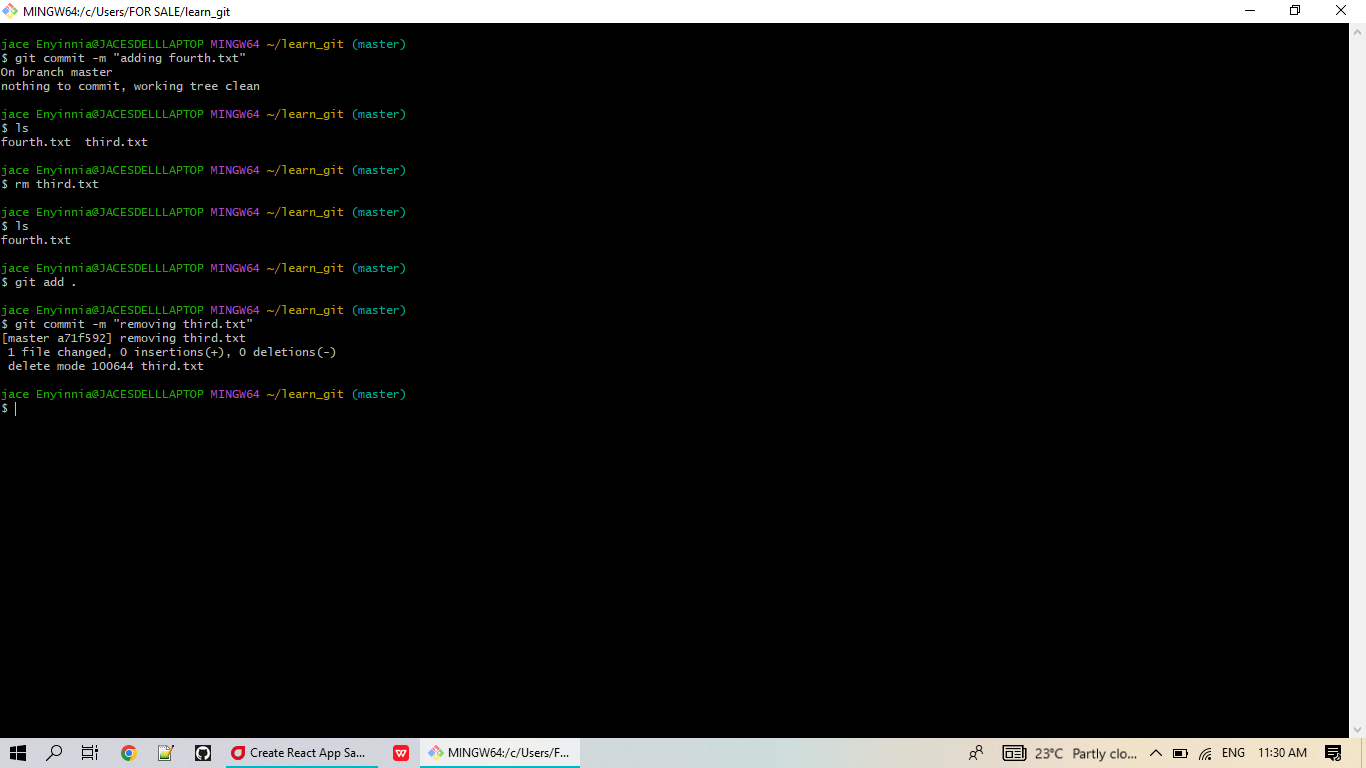 MINGW64:/c/Users/FOR SALE/learn_git
jace Enyinnia@JACESDELLLAPTOP MINGW64 ~/learn_git (master)
$ git commit -m "adding fourth.txt"
On branch master
nothing to commit, working tree clean
jace Enyinnia@JACESDELLLAPTOP MINGW64 ~/learn_git (master)
$ ls
fourth.txt  third.txt
jace Enyinnia@JACESDELLLAPTOP MINGW64 ~/learn_git (master)
$ rm third.txt
jace Enyinnia@JACESDELLLAPTOP MINGW64 ~/learn_git (master)
$ ls
fourth.txt
jace Enyinnia@JACESDELLLAPTOP MINGW64 ~/learn_git (master)
$ git add .
jace Enyinnia@JACESDELLLAPTOP MINGW64 ~/learn_git (master)
$ git commit -m "removing third.txt"
[master a71f592] removing third.txt
 1 file changed, 0 insertions(+), 0 deletions(-)
 delete mode 100644 third.txt
jace Enyinnia@JACESDELLLAPTOP MINGW64 ~/learn_git (master)
$
Create React App Sa... MINGW64:/c/Users/F... 23°C Partly clo... ENG 11:30 AM